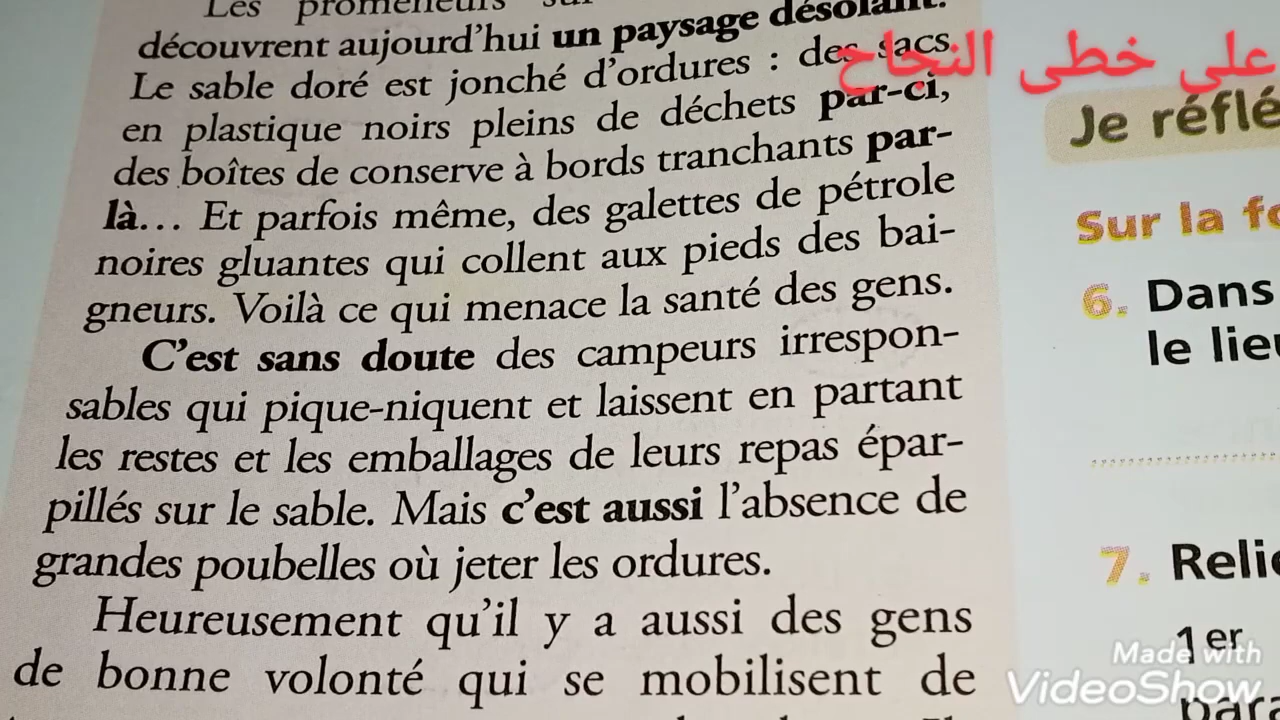 Les promeneurs
découvrent aujourd'hui un paysage désolant.
Le sable doré est jonché d'ordures : des sacs
en plastique noirs pleins de déchets par-ci,
des boîtes de conserve à bords tranchants par-
là... Et parfois même, des galettes de pétrole
noires gluantes qui collent aux pieds des bai-
gneurs. Voilà ce qui menace la santé des gens.
C'est sans doute des campeurs irrespon-
sables qui pique-niquent et laissent en partant
les restes et les emballages de leurs repas épar-
pillés sur le sable. Mais c'est aussi l'absence de
grandes poubelles où jeter les ordures.
Heureusement qu'il y a aussi des gens
de bonne volonté qui se mobilisent de
علي خطى النجاح
Je réflé
Sur la fo
6. Dans
le lieu
7. Relie
1er
para
Made with
VideoShow